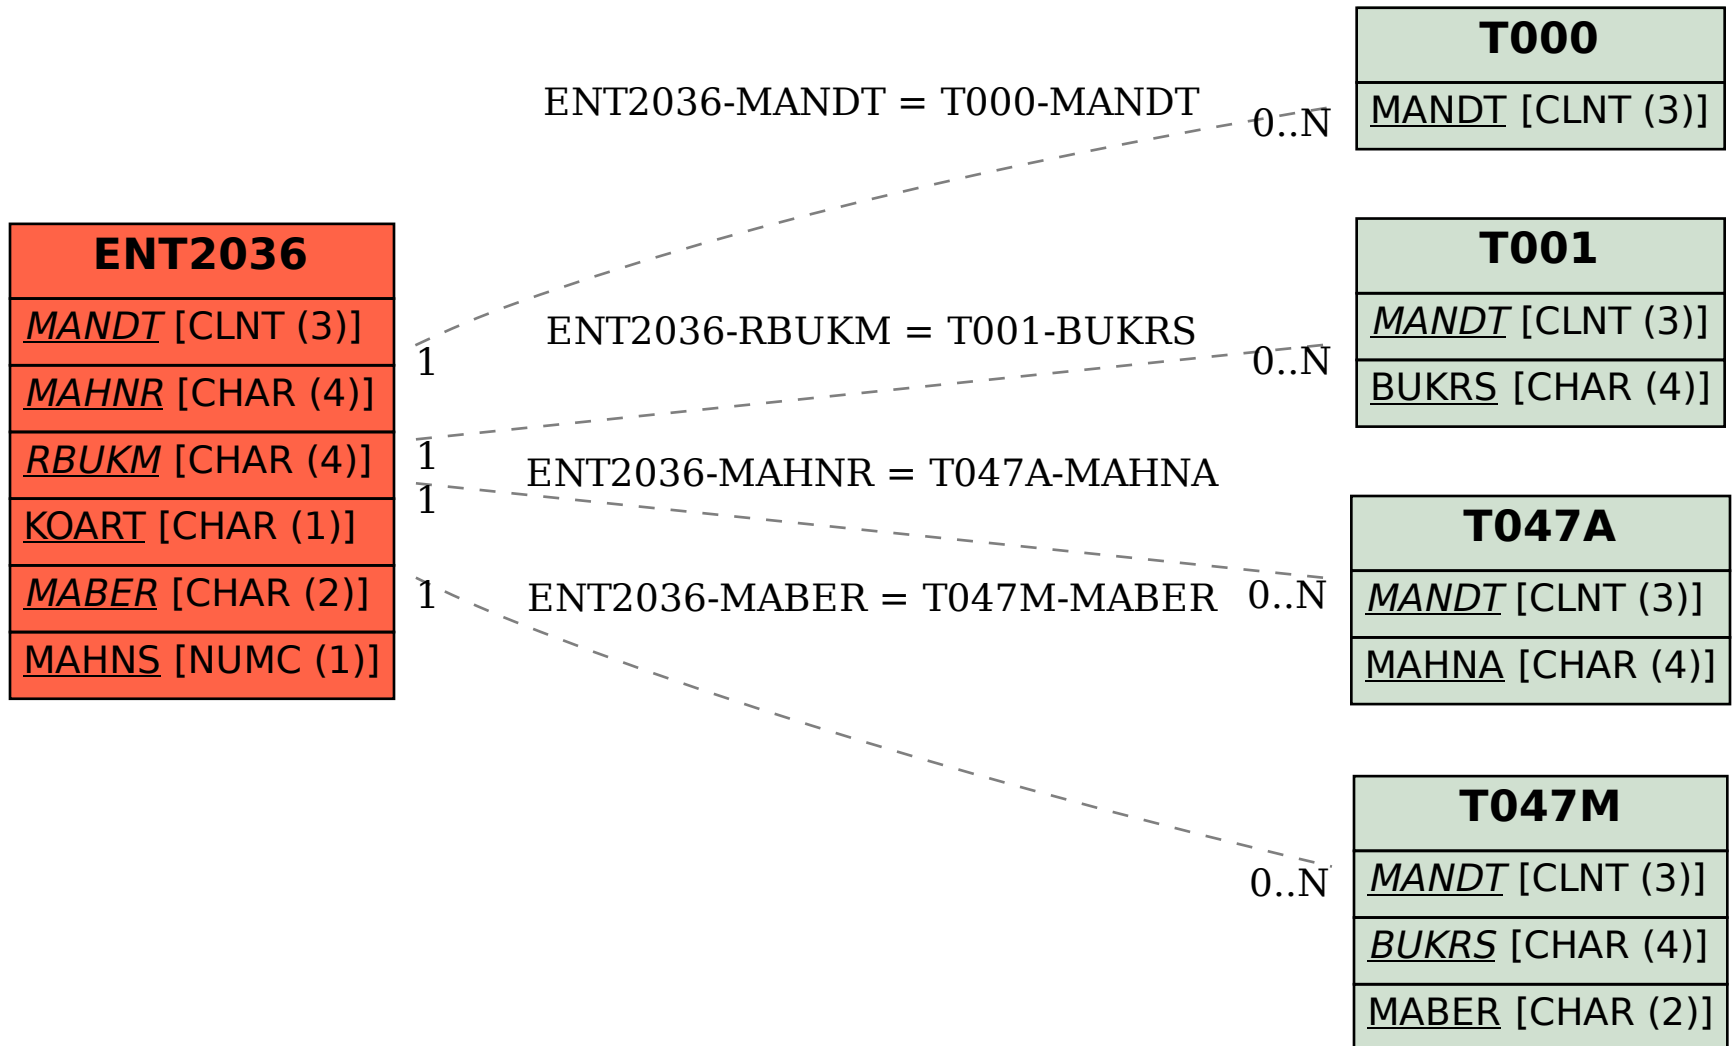 ENT2036
MANDT [CLNT (3)]
MAHNR [CHAR (4)]
RBUKM [CHAR (4)]
KOART [CHAR (1)]
MABER [CHAR (2)]
MAHNS [NUMC (1)]
ENT2036-MANDT = T000-MANDT
1
0..N
ENT2036-RBUKM = T001-BUKRS
1
0..N
ENT2036-MAHNR = T047A-MAHNA
1
0..N
ENT2036-MABER = T047M-MABER
1
0..N
T000
MANDT [CLNT (3)]
T001
MANDT [CLNT (3)]
BUKRS [CHAR (4)]
T047A
MANDT [CLNT (3)]
MAHNA [CHAR (4)]
T047M
MANDT [CLNT (3)]
BUKRS [CHAR (4)]
MABER [CHAR (2)]